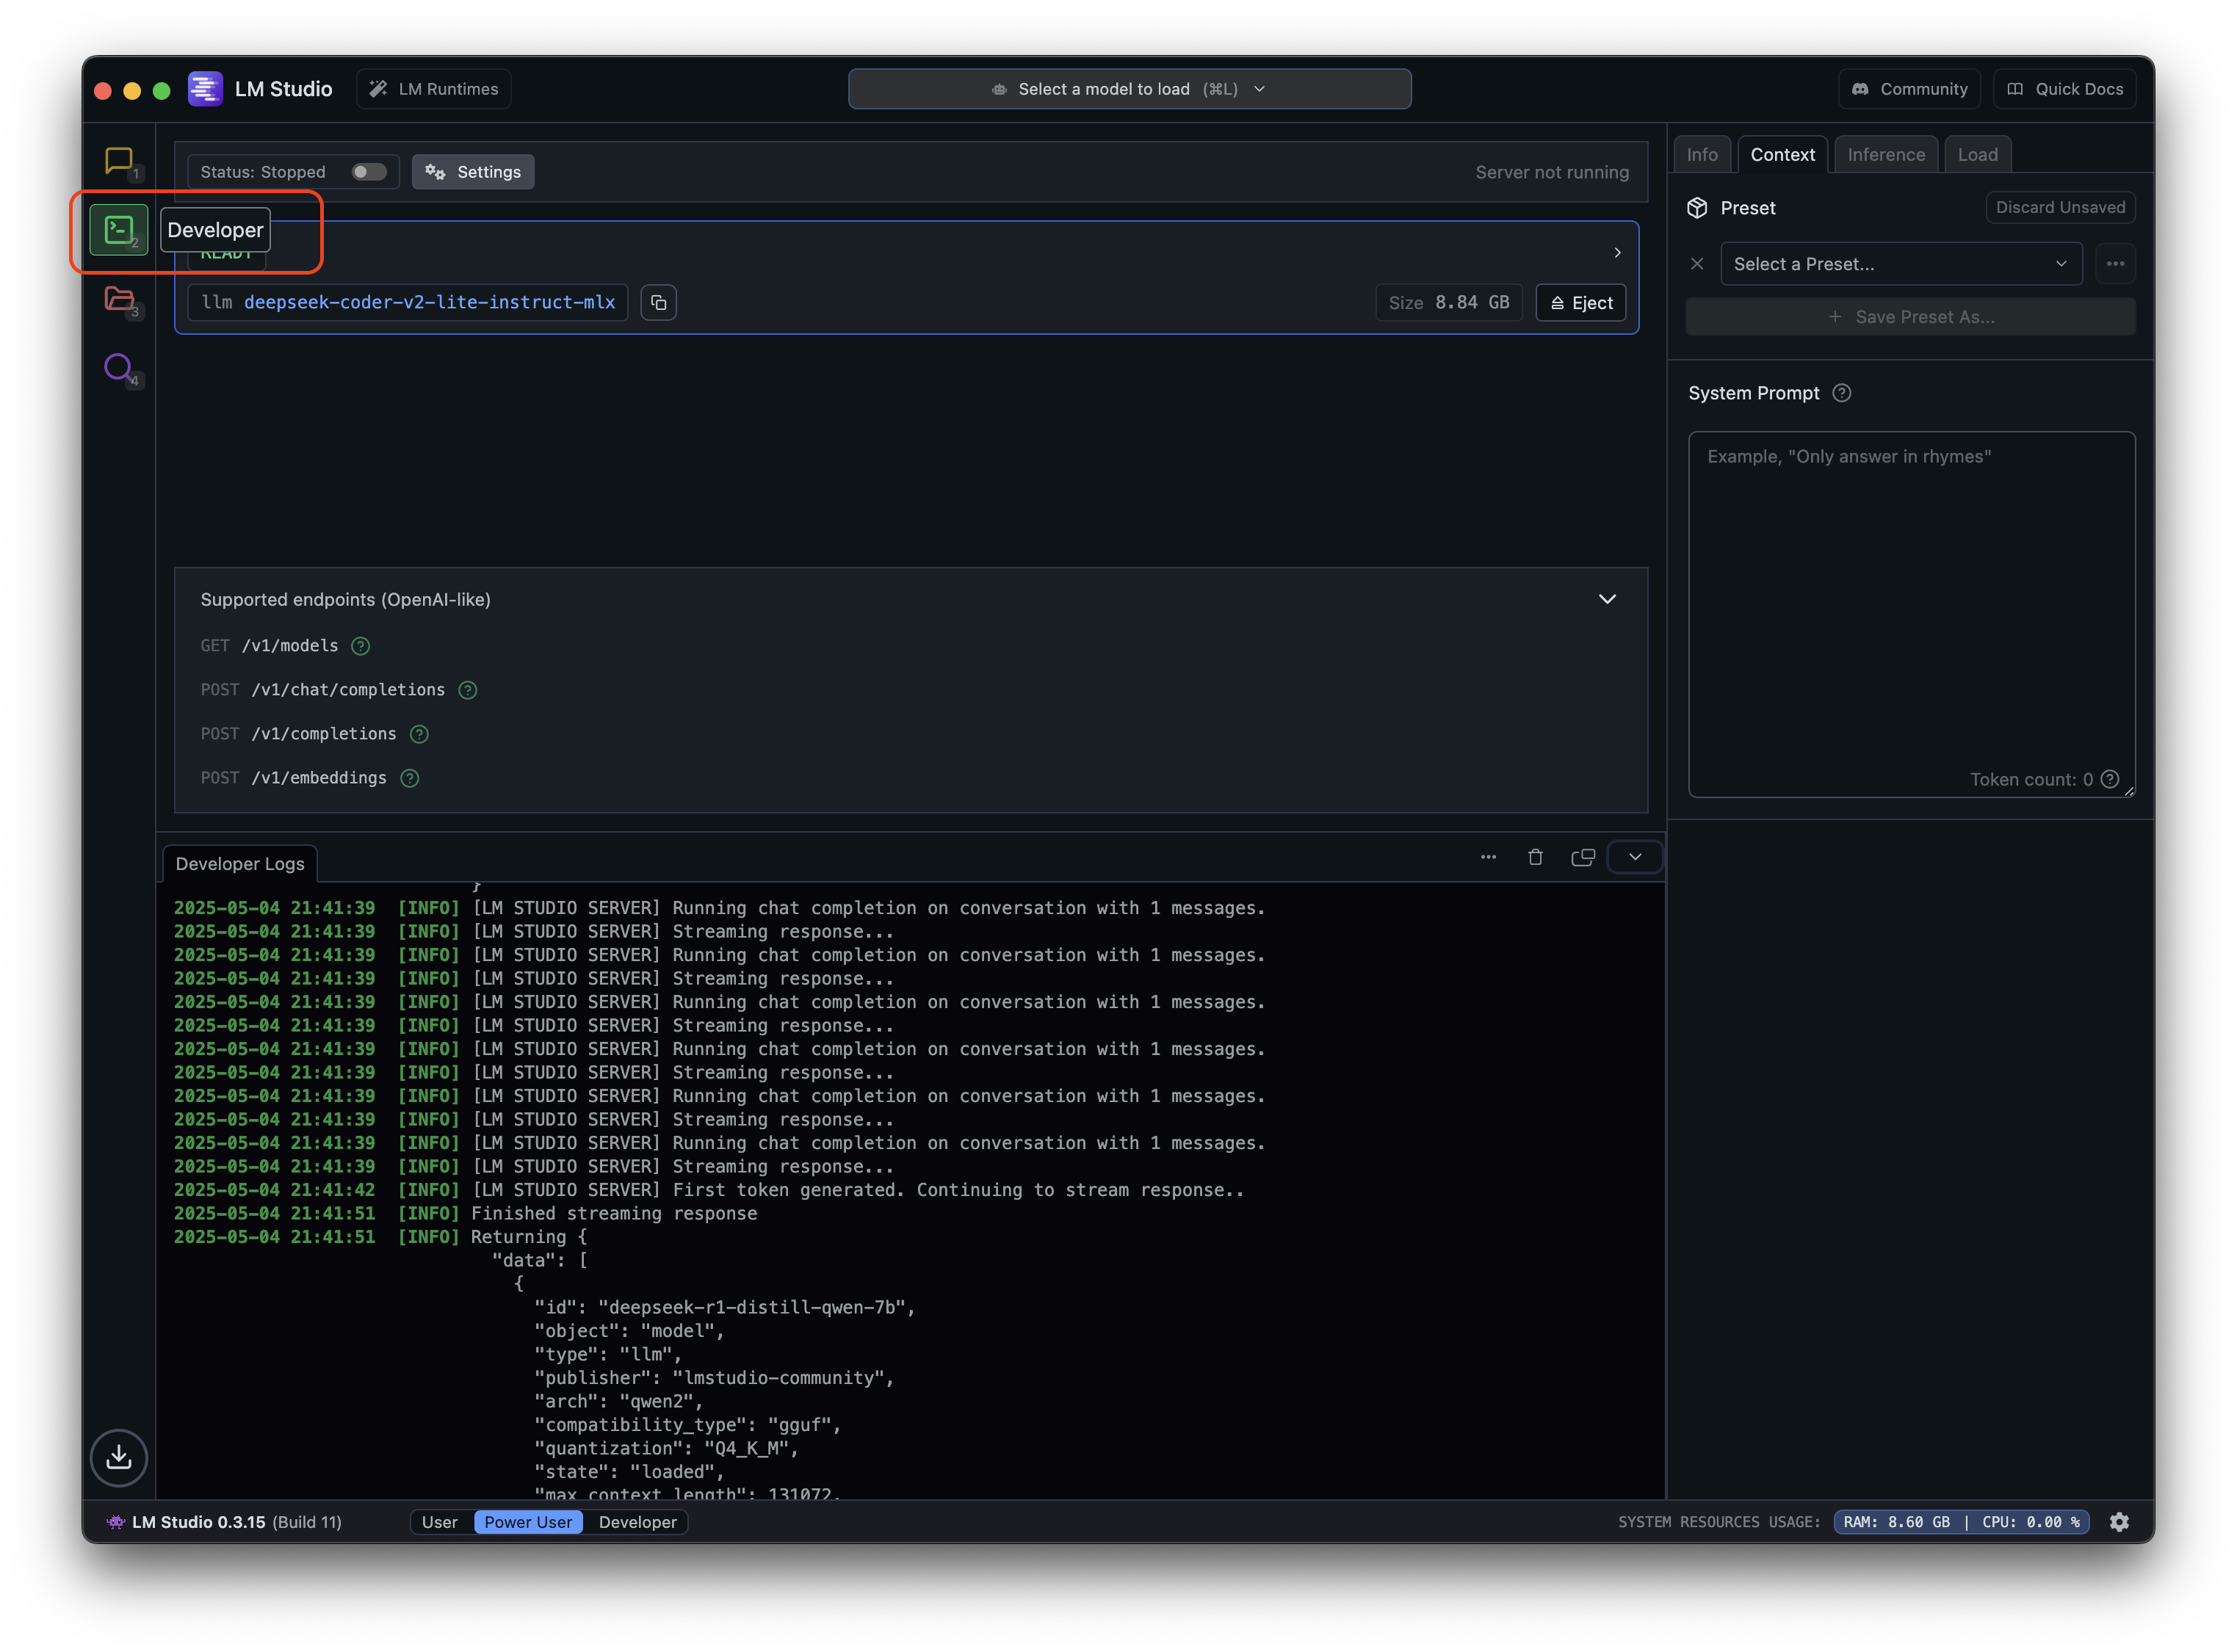 LM Studio
LM Runtimes
Select a model to load (⌘L)
Community
Quick Docs
1
2
3
4
Developer
Status: Stopped
Settings
Server not running
READY
llm deepseek-coder-v2-lite-instruct-mlx
Size 8.84 GB
Eject
Supported endpoints (OpenAI-like)
GET /v1/models
POST /v1/chat/completions
POST /v1/completions
POST /v1/embeddings
Info
Context
Inference
Load
Preset
Discard Unsaved
Select a Preset...
+ Save Preset As...
System Prompt
Example, "Only answer in rhymes"
Token count: 0
Developer Logs
}
2025-05-04 21:41:39 [INFO] [LM STUDIO SERVER] Running chat completion on conversation with 1 messages.
2025-05-04 21:41:39 [INFO] [LM STUDIO SERVER] Streaming response...
2025-05-04 21:41:39 [INFO] [LM STUDIO SERVER] Running chat completion on conversation with 1 messages.
2025-05-04 21:41:39 [INFO] [LM STUDIO SERVER] Streaming response...
2025-05-04 21:41:39 [INFO] [LM STUDIO SERVER] Running chat completion on conversation with 1 messages.
2025-05-04 21:41:39 [INFO] [LM STUDIO SERVER] Streaming response...
2025-05-04 21:41:39 [INFO] [LM STUDIO SERVER] Running chat completion on conversation with 1 messages.
2025-05-04 21:41:39 [INFO] [LM STUDIO SERVER] Streaming response...
2025-05-04 21:41:39 [INFO] [LM STUDIO SERVER] Running chat completion on conversation with 1 messages.
2025-05-04 21:41:39 [INFO] [LM STUDIO SERVER] Streaming response...
2025-05-04 21:41:39 [INFO] [LM STUDIO SERVER] Running chat completion on conversation with 1 messages.
2025-05-04 21:41:39 [INFO] [LM STUDIO SERVER] Streaming response...
2025-05-04 21:41:42 [INFO] [LM STUDIO SERVER] First token generated. Continuing to stream response..
2025-05-04 21:41:51 [INFO] Finished streaming response
2025-05-04 21:41:51 [INFO] Returning {
"data": [
{
"id": "deepseek-r1-distill-qwen-7b",
"object": "model",
"type": "llm",
"publisher": "lmstudio-community",
"arch": "qwen2",
"compatibility_type": "gguf",
"quantization": "Q4_K_M",
"state": "loaded",
"max_context_length": 131072,
LM Studio 0.3.15 (Build 11)
User
Power User
Developer
SYSTEM RESOURCES USAGE:
RAM: 8.60 GB | CPU: 0.00 %